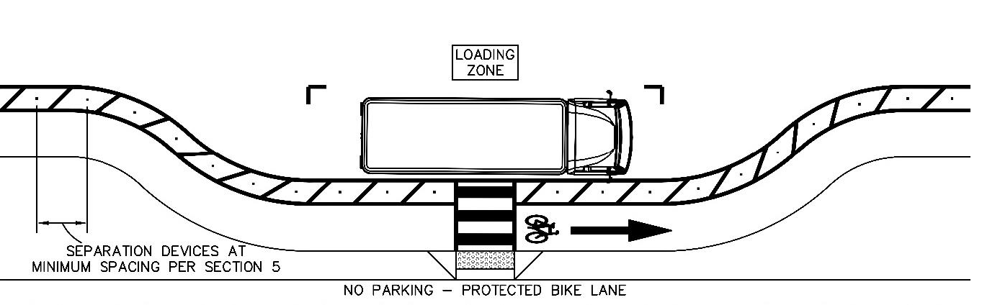 LOADING
ZONE
SEPARATION DEVICES AT
MINIMUM SPACING PER SECTION 5
NO PARKING – PROTECTED BIKE LANE